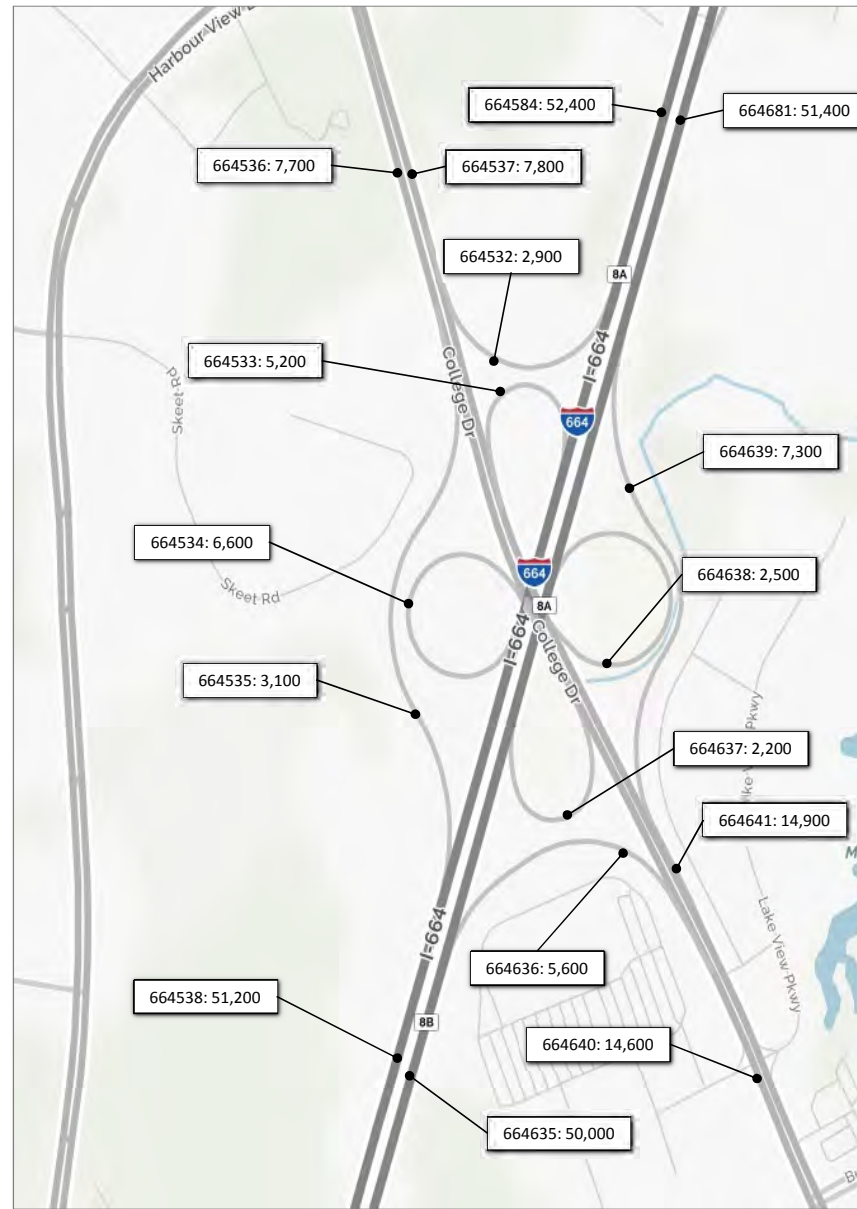 Harbour View
664584: 52,400
664681: 51,400
664536: 7,700
664537: 7,800
664532: 2,900
8A
I-664
664533: 5,200
College Dr
Skeet Rd
664
664639: 7,300
664534: 6,600
664
664638: 2,500
Skeet Rd
8A
I-664
College Dr
664535: 3,100
Pkwy
664637: 2,200
664641: 14,900
M
I-664
Lake View Pkwy
664636: 5,600
664538: 51,200
8B
664640: 14,600
664635: 50,000